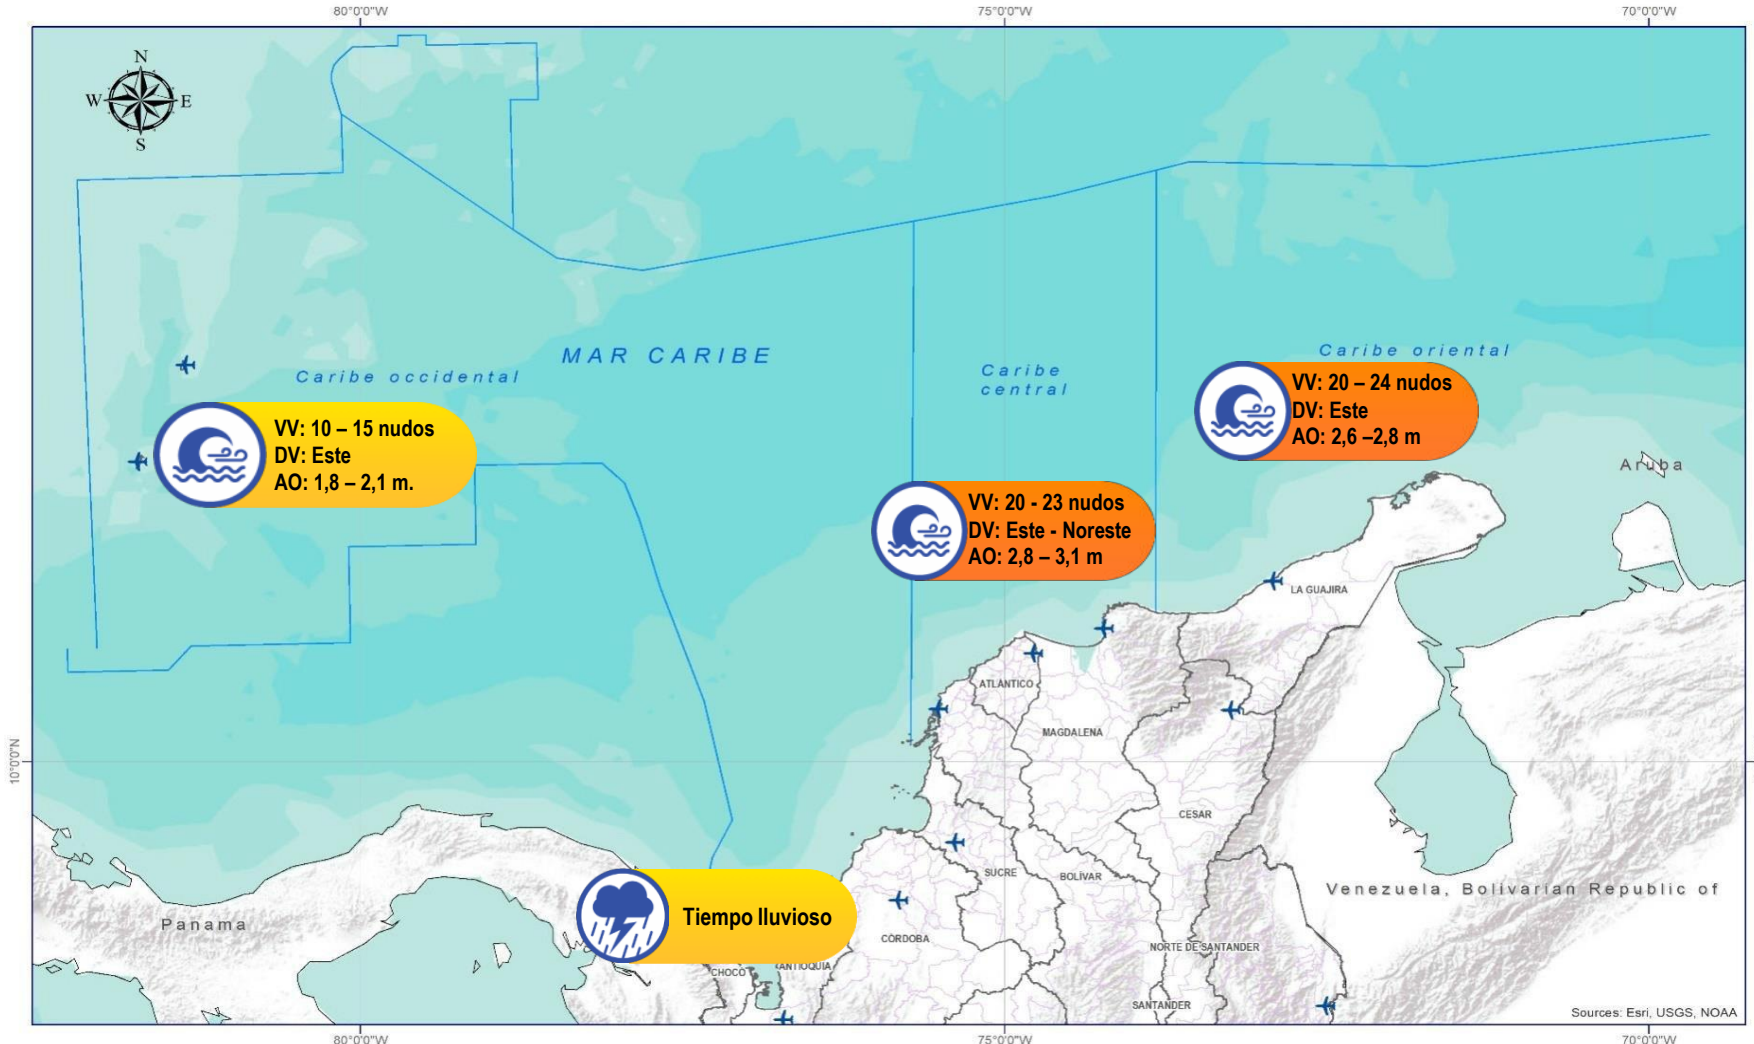 80°0'0"W
75°0'0"W
70°0'0"W
N
W
E
S
MAR CARIBE
Caribe occidental
Caribe
central
Caribe oriental
VV: 20 – 24 nudos
DV: Este
AO: 2,6 –2,8 m
VV: 10 – 15 nudos
DV: Este
AO: 1,8 – 2,1 m.
Aruba
VV: 20 - 23 nudos
DV: Este - Noreste
AO: 2,8 – 3,1 m
LA GUAJIRA
ATLÁNTICO
MAGDALENA
10°0'0"N
CESAR
SUCRE
BOLÍVAR
Venezuela, Bolivarian Republic of
Tiempo lluvioso
Panama
CÓRDOBA
NORTE DE SANTANDER
CHOCÓ
ANTIOQUIA
SANTANDER
Sources: Esri, USGS, NOAA
80°0'0"W
75°0'0"W
70°0'0"W